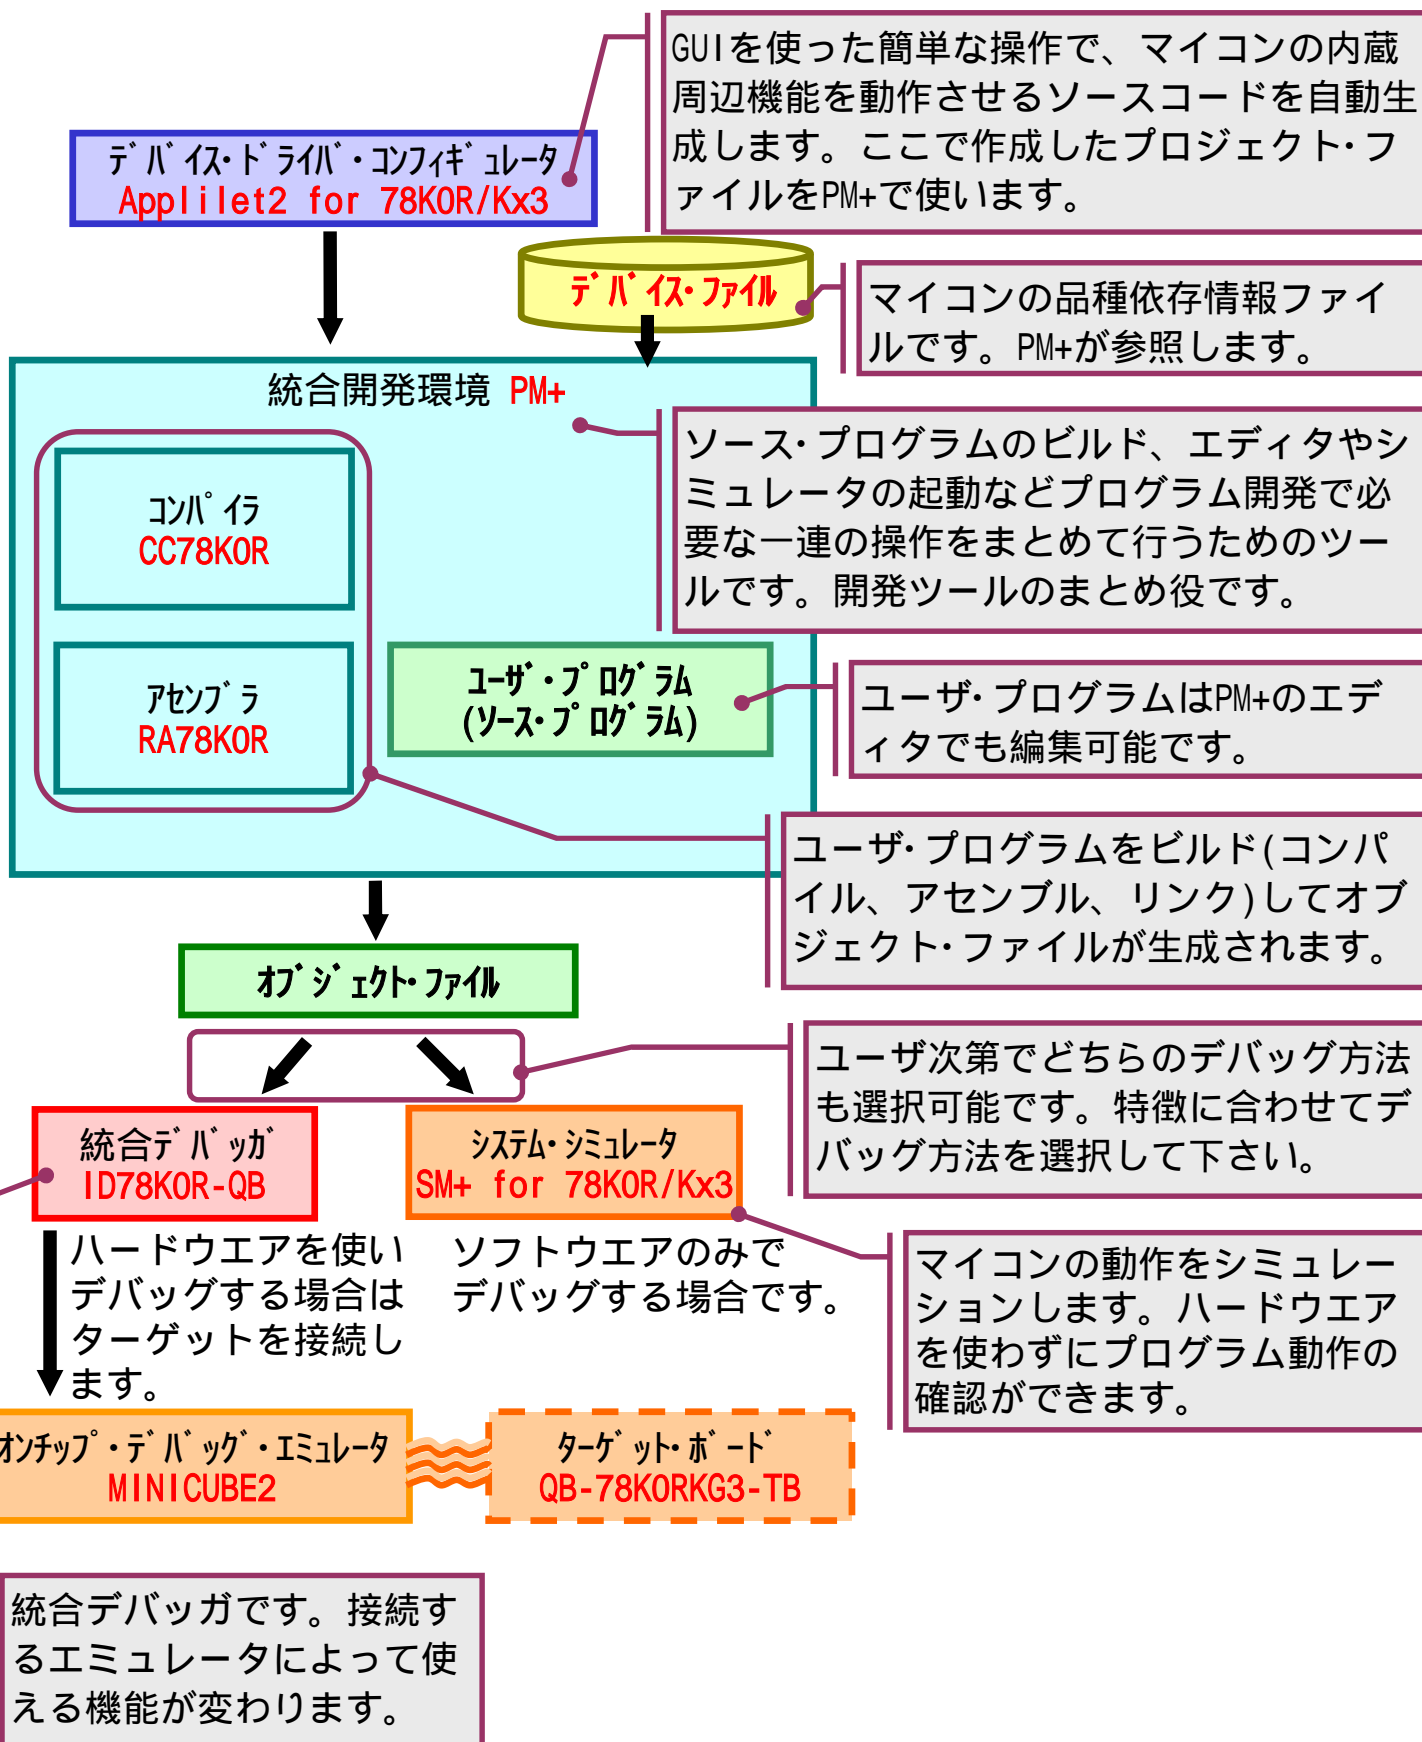 GUIを使った簡単な操作で、マイコンの内蔵
周辺機能を動作させるソースコードを自動生
成します。ここで作成したプロジェクト・フ
ァイルをPM+で使います。
ﾃﾞﾊﾞｲｽ・ﾄﾞﾗｲﾊﾞ・ｺﾝﾌｨｷﾞｭﾚｰﾀ
Applilet2 for 78K0R/Kx3
ﾃﾞﾊﾞｲｽ・ﾌｧｲﾙ
マイコンの品種依存情報ファイ
ルです。PM+が参照します。
統合開発環境 PM+
ソース・プログラムのビルド、エディタやシ
ミュレータの起動などプログラム開発で必
要な一連の操作をまとめて行うためのツー
ルです。開発ツールのまとめ役です。
ｺﾝﾊﾟｲﾗ
CC78K0R
ｱｾﾝﾌﾞﾗ
RA78K0R
ﾕｰｻﾞ・ﾌﾟﾛｸﾞﾗﾑ
(ｿｰｽ・ﾌﾟﾛｸﾞﾗﾑ)
ユーザ・プログラムはPM+のエデ
ィタでも編集可能です。
ユーザ・プログラムをビルド(コンパ
イル、アセンブル、リンク)してオブ
ジェクト・ファイルが生成されます。
ｵﾌﾞｼﾞｪｸﾄ・ﾌｧｲﾙ
ユーザ次第でどちらのデバッグ方法
も選択可能です。特徴に合わせてデ
バッグ方法を選択して下さい。
統合ﾃﾞﾊﾞｯｶﾞ
ID78K0R-QB
ｼｽﾃﾑ・ｼﾐｭﾚｰﾀ
SM+ for 78K0R/Kx3
ハードウエアを使い
デバッグする場合は
ターゲットを接続し
ます。
ソフトウエアのみで
デバッグする場合です。
マイコンの動作をシミュレー
ションします。ハードウエア
を使わずにプログラム動作の
確認ができます。
ｵﾝﾁｯﾌﾟ・ﾃﾞﾊﾞｯｸﾞ・ｴﾐｭﾚｰﾀ
MINICUBE2
ﾀｰｹﾞｯﾄ・ﾎﾞｰﾄﾞ
QB-78K0RKG3-TB
統合デバッガです。接続す
るエミュレータによって使
える機能が変わります。